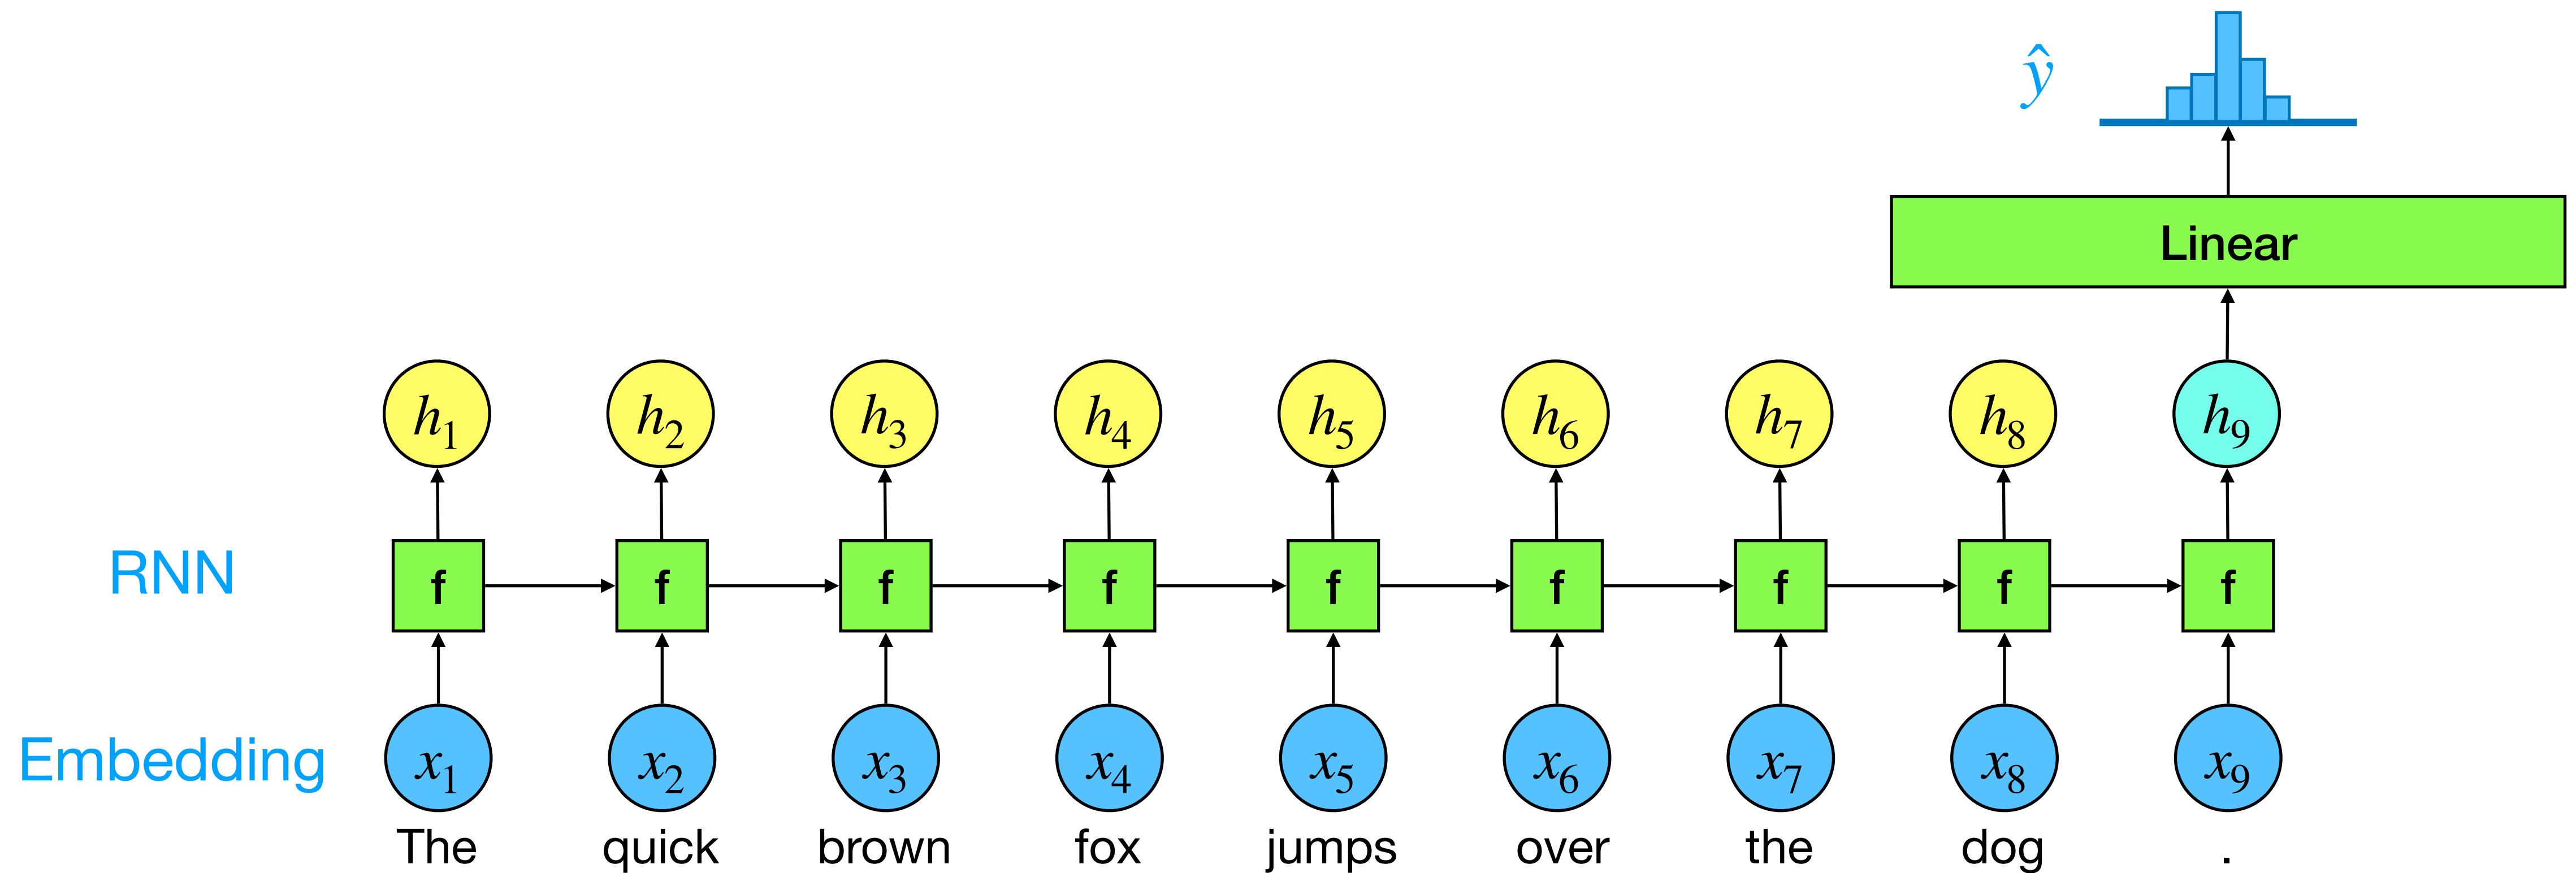 ŷ
Linear
h₁ h₂ h₃ h₄ h₅ h₆ h₇ h₈ h₉
RNN f f f f f f f f f
Embedding x₁ x₂ x₃ x₄ x₅ x₆ x₇ x₈ x₉
The quick brown fox jumps over the dog .